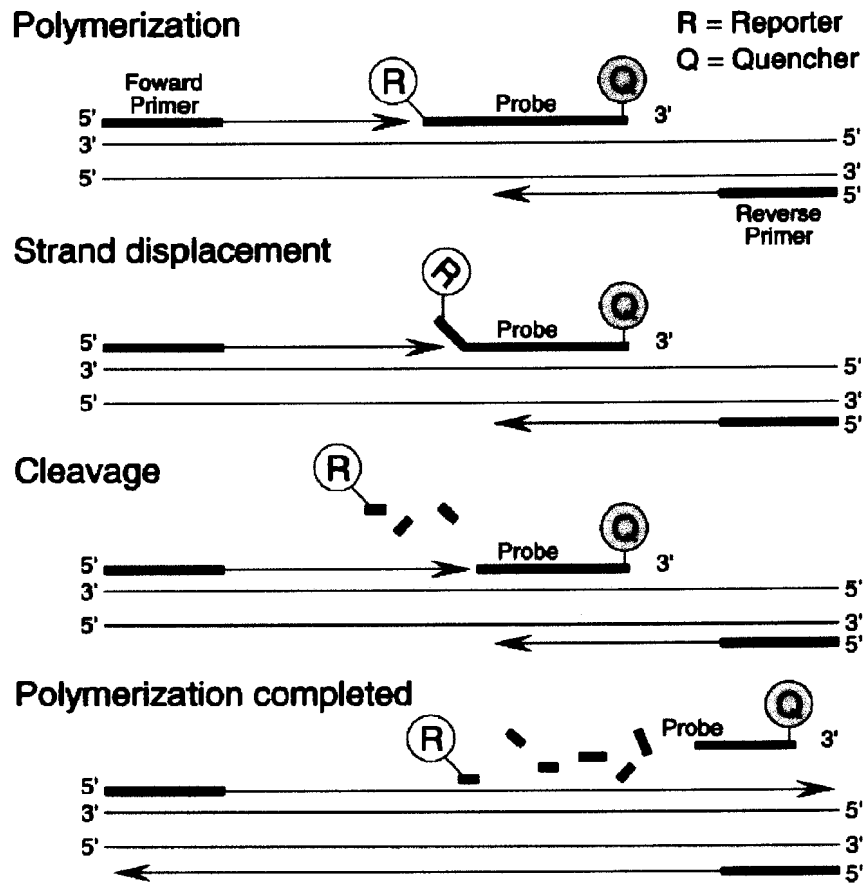 Polymerization
R = Reporter
Q = Quencher
Foward
Primer
R
Q
Probe
5' 3'
3' 5'
5' 3'
5'
Reverse
Primer
Strand displacement
R
Q
Probe
5' 3'
3' 5'
5' 3'
5'
Cleavage
R
Q
Probe
5' 3'
3' 5'
5' 3'
5'
Polymerization completed
R
Q
Probe
3'
5'
3' 5'
5' 3'
5'